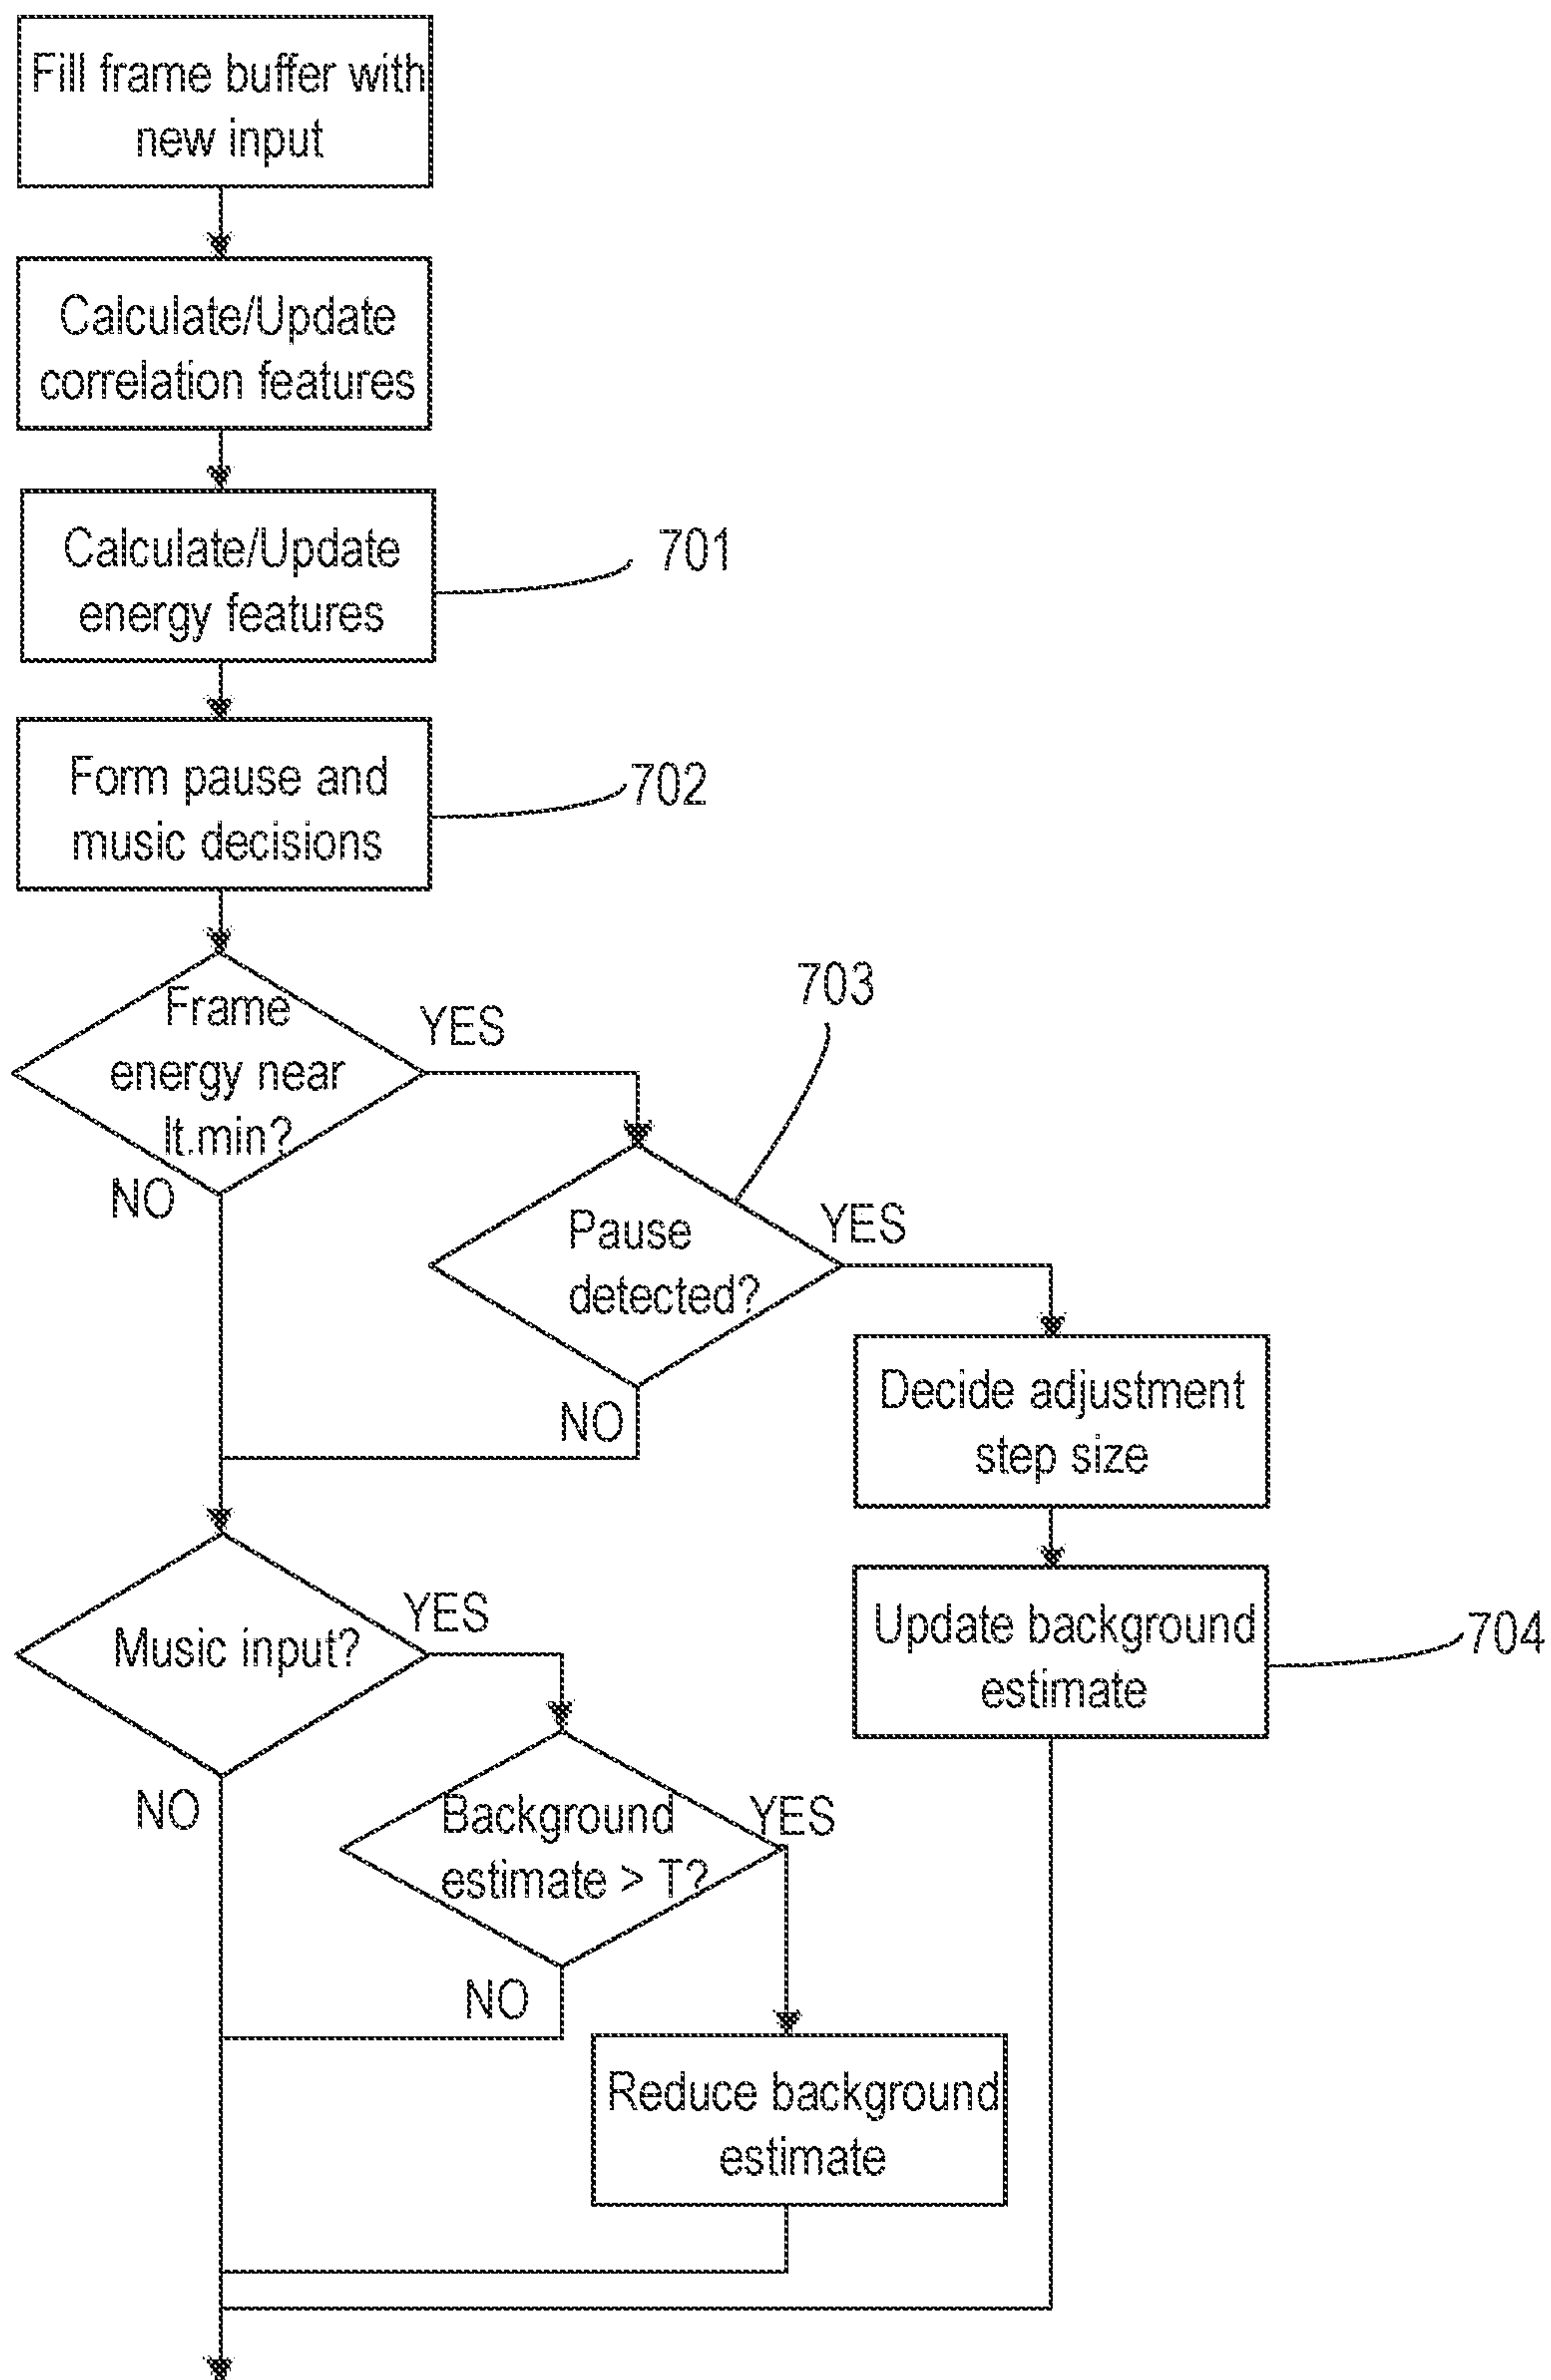 Fill frame buffer with
new input
Calculate/Update
correlation features
Calculate/Update
energy features
701
Form pause and
music decisions
702
Frame
energy near
lt.min?
YES
NO
703
Pause
detected?
YES
NO
Decide adjustment
step size
Update background
estimate
704
Music input?
YES
NO
Background
estimate > T?
YES
NO
Reduce background
estimate